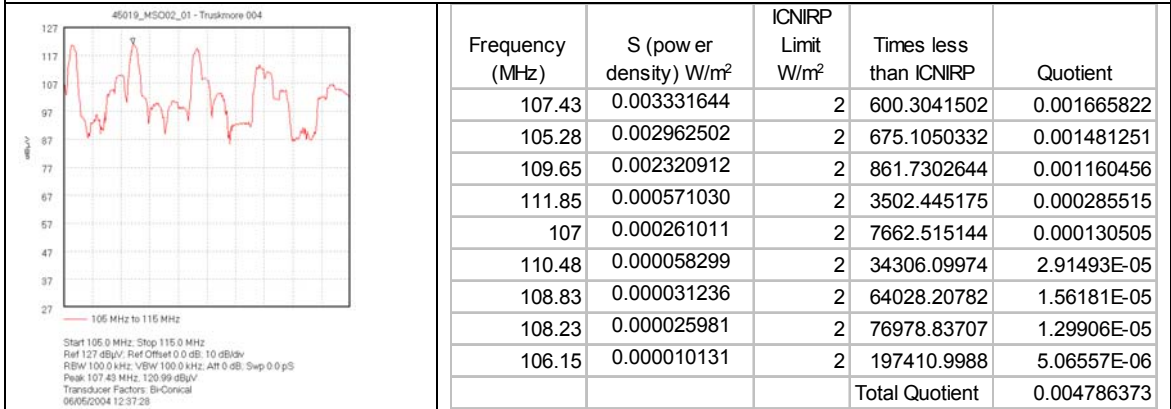 45019_MSO02_01 - Truskmore 004
127
117
107
97
87
77
67
57
47
37
27
dBµV
105 MHz to 115 MHz
Start 105.0 MHz; Stop 115.0 MHz
Ref 127 dBµV; Ref Offset 0.0 dB; 10 dB/div
RBW 100.0 kHz; VBW 100.0 kHz; Att 0 dB; Swp 0.0 pS
Peak 107.43 MHz, 120.99 dBµV
Transducer Factors: Bi-Conical
06/05/2004 12:37:28
Frequency (MHz) S (pow er density) W/m² ICNIRP Limit W/m² Times less than ICNIRP Quotient
107.43 0.003331644 2 600.3041502 0.001665822
105.28 0.002962502 2 675.1050332 0.001481251
109.65 0.002320912 2 861.7302644 0.001160456
111.85 0.000571030 2 3502.445175 0.000285515
107 0.000261011 2 7662.515144 0.000130505
110.48 0.000058299 2 34306.09974 2.91493E-05
108.83 0.000031236 2 64028.20782 1.56181E-05
108.23 0.000025981 2 76978.83707 1.29906E-05
106.15 0.000010131 2 197410.9988 5.06557E-06
Total Quotient 0.004786373